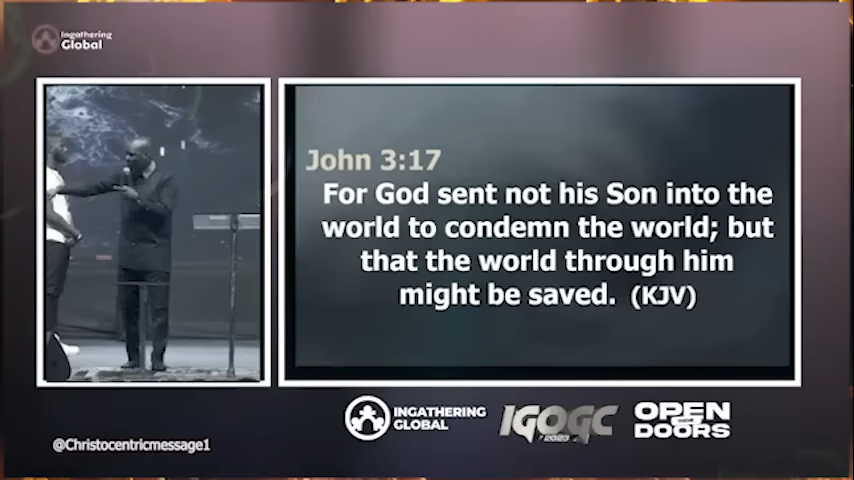 Ingathering
Global
John 3:17
For God sent not his Son into the
world to condemn the world; but
that the world through him
might be saved. (KJV)
INGATHERING
GLOBAL
IGOGC
2023
OPEN
DOORS
@Christocentricmessage1